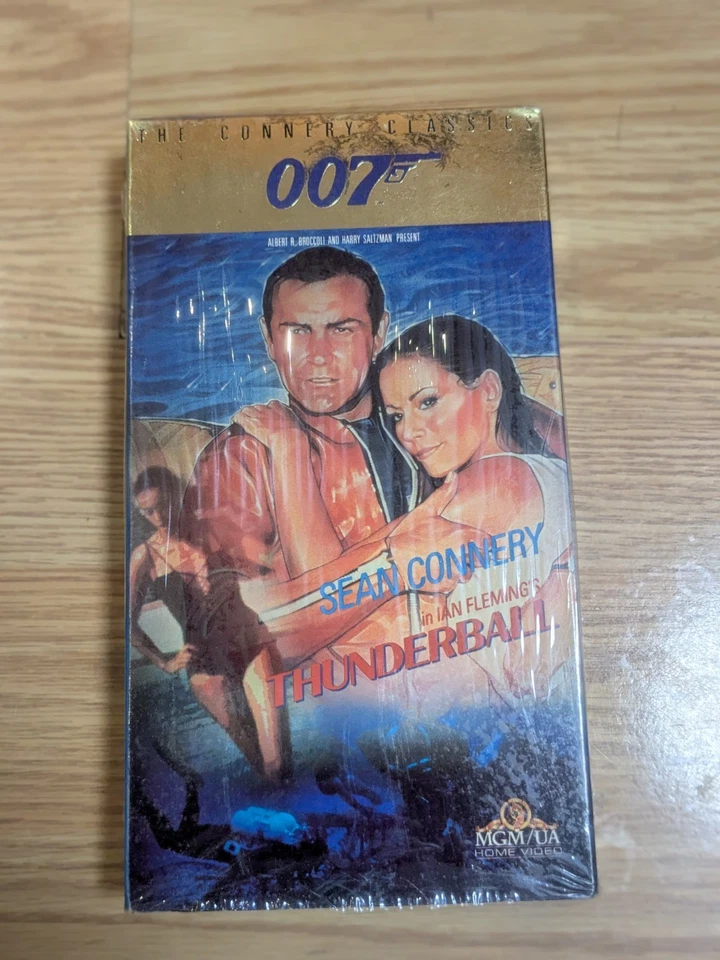 THE CONNERY CLASSICS
007
ALBERT R. BROCCOLI AND HARRY SALTZMAN PRESENT
SEAN CONNERY
in IAN FLEMING'S
THUNDERBALL
MGM/UA
HOME VIDEO